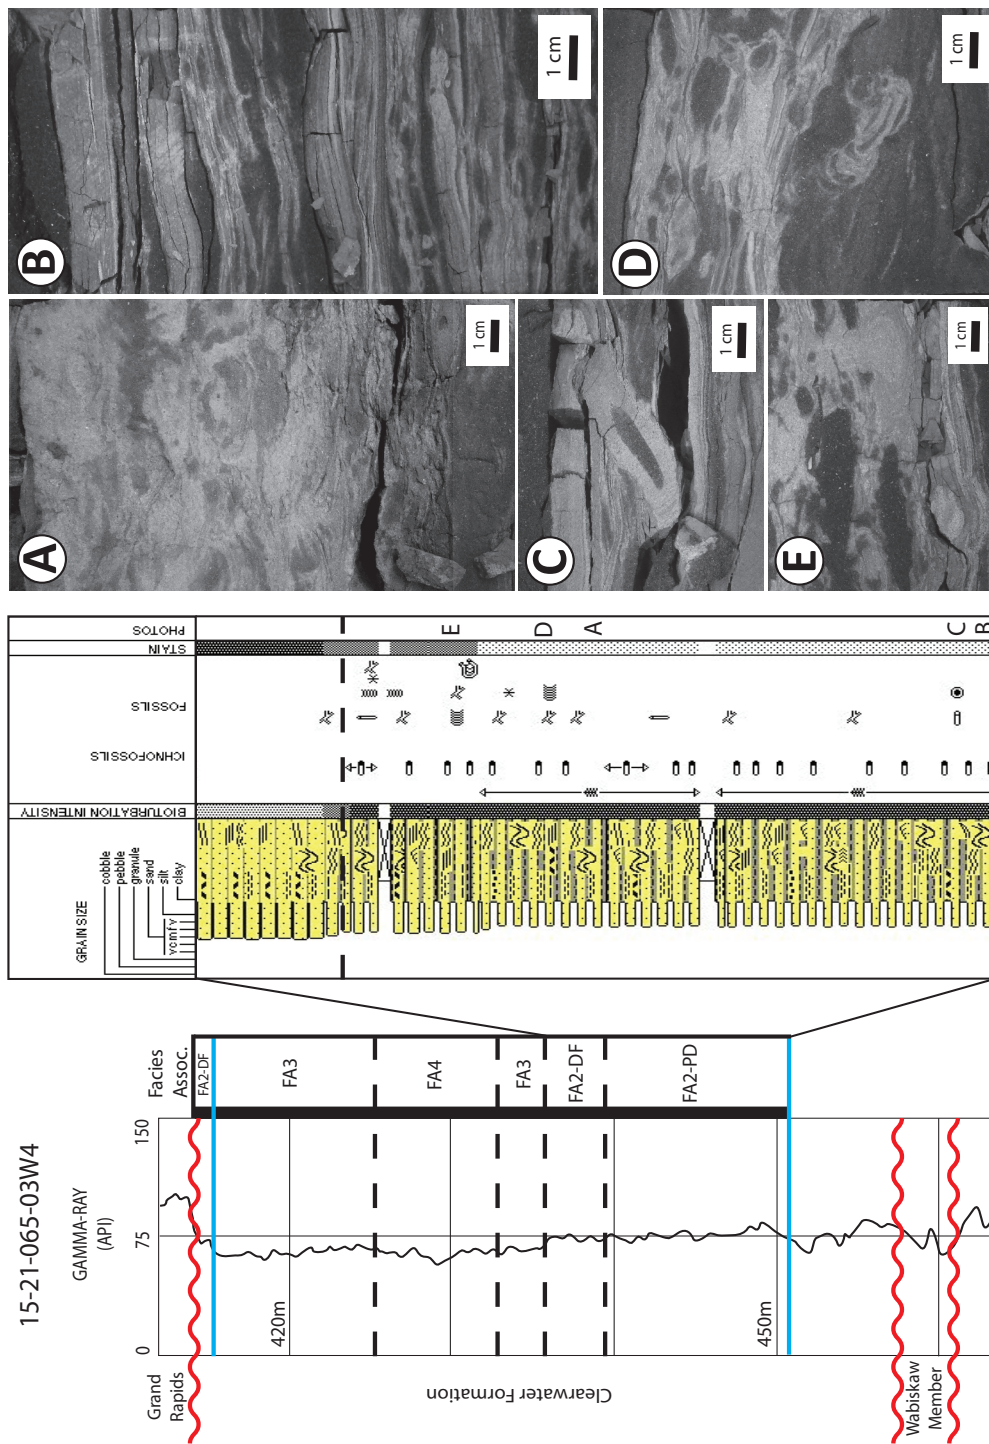 15-21-065-03W4
GAMMA-RAY
(API)
0
75
150
Facies
Assoc.
Grand
Rapids
Clearwater Formation
Wabiskaw
Member
420m
450m
FA2-DF
FA3
FA4
FA3
FA2-DF
FA2-PD
GRAIN SIZE
cobble
pebble
granule
sand
silt
clay
vcmfv
BIOTURBATION INTENSITY
ICHNOFOSSILS
FOSSILS
STAIN
PHOTOS
E
D
A
C
B
A
1 cm
B
1 cm
C
1 cm
D
1 cm
E
1 cm